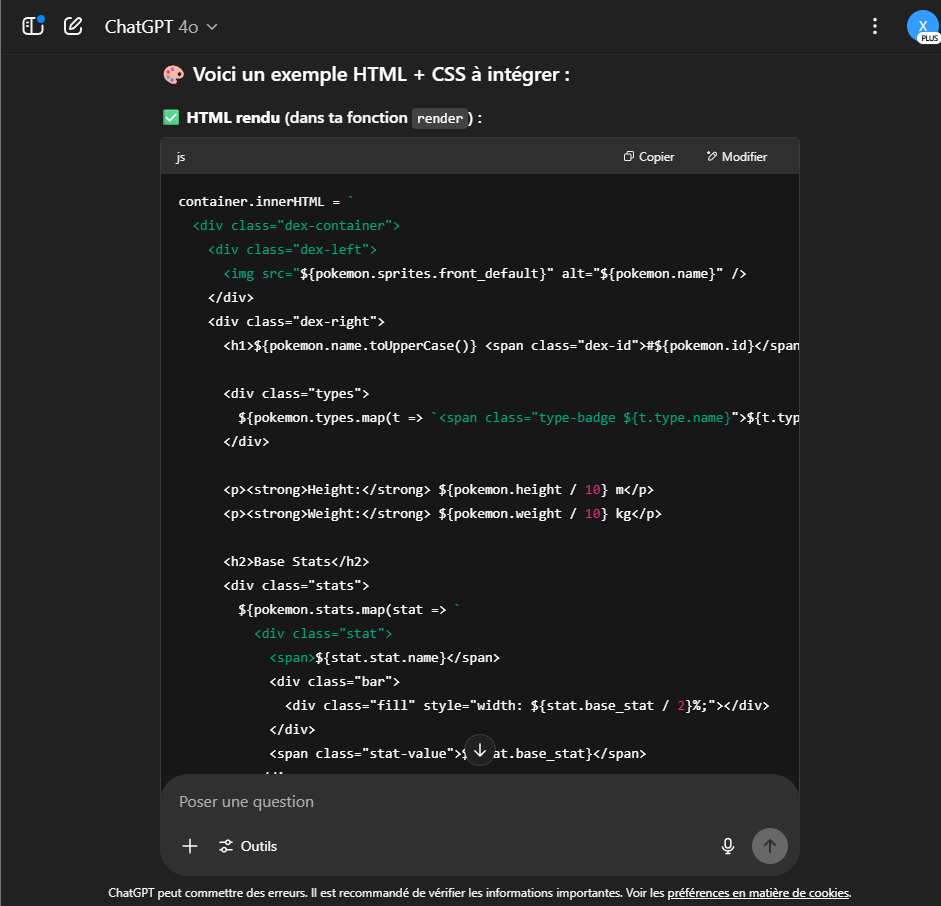 ChatGPT 4o
X
PLUS
🎨 Voici un exemple HTML + CSS à intégrer :
✅ HTML rendu (dans ta fonction render) :
js
Copier
Modifier
container.innerHTML = `
  <div class="dex-container">
    <div class="dex-left">
      <img src="${pokemon.sprites.front_default}" alt="${pokemon.name}" />
    </div>
    <div class="dex-right">
      <h1>${pokemon.name.toUpperCase()} <span class="dex-id">#${pokemon.id}</span
      <div class="types">
        ${pokemon.types.map(t => `<span class="type-badge ${t.type.name}">${t.typ
      </div>
      <p><strong>Height:</strong> ${pokemon.height / 10} m</p>
      <p><strong>Weight:</strong> ${pokemon.weight / 10} kg</p>
      <h2>Base Stats</h2>
      <div class="stats">
        ${pokemon.stats.map(stat => `
          <div class="stat">
            <span>${stat.stat.name}</span>
            <div class="bar">
              <div class="fill" style="width: ${stat.base_stat / 2}%;"></div>
            </div>
            <span class="stat-value">$ at.base_stat}</span>
Poser une question
Outils
ChatGPT peut commettre des erreurs. Il est recommandé de vérifier les informations importantes. Voir les préférences en matière de cookies.